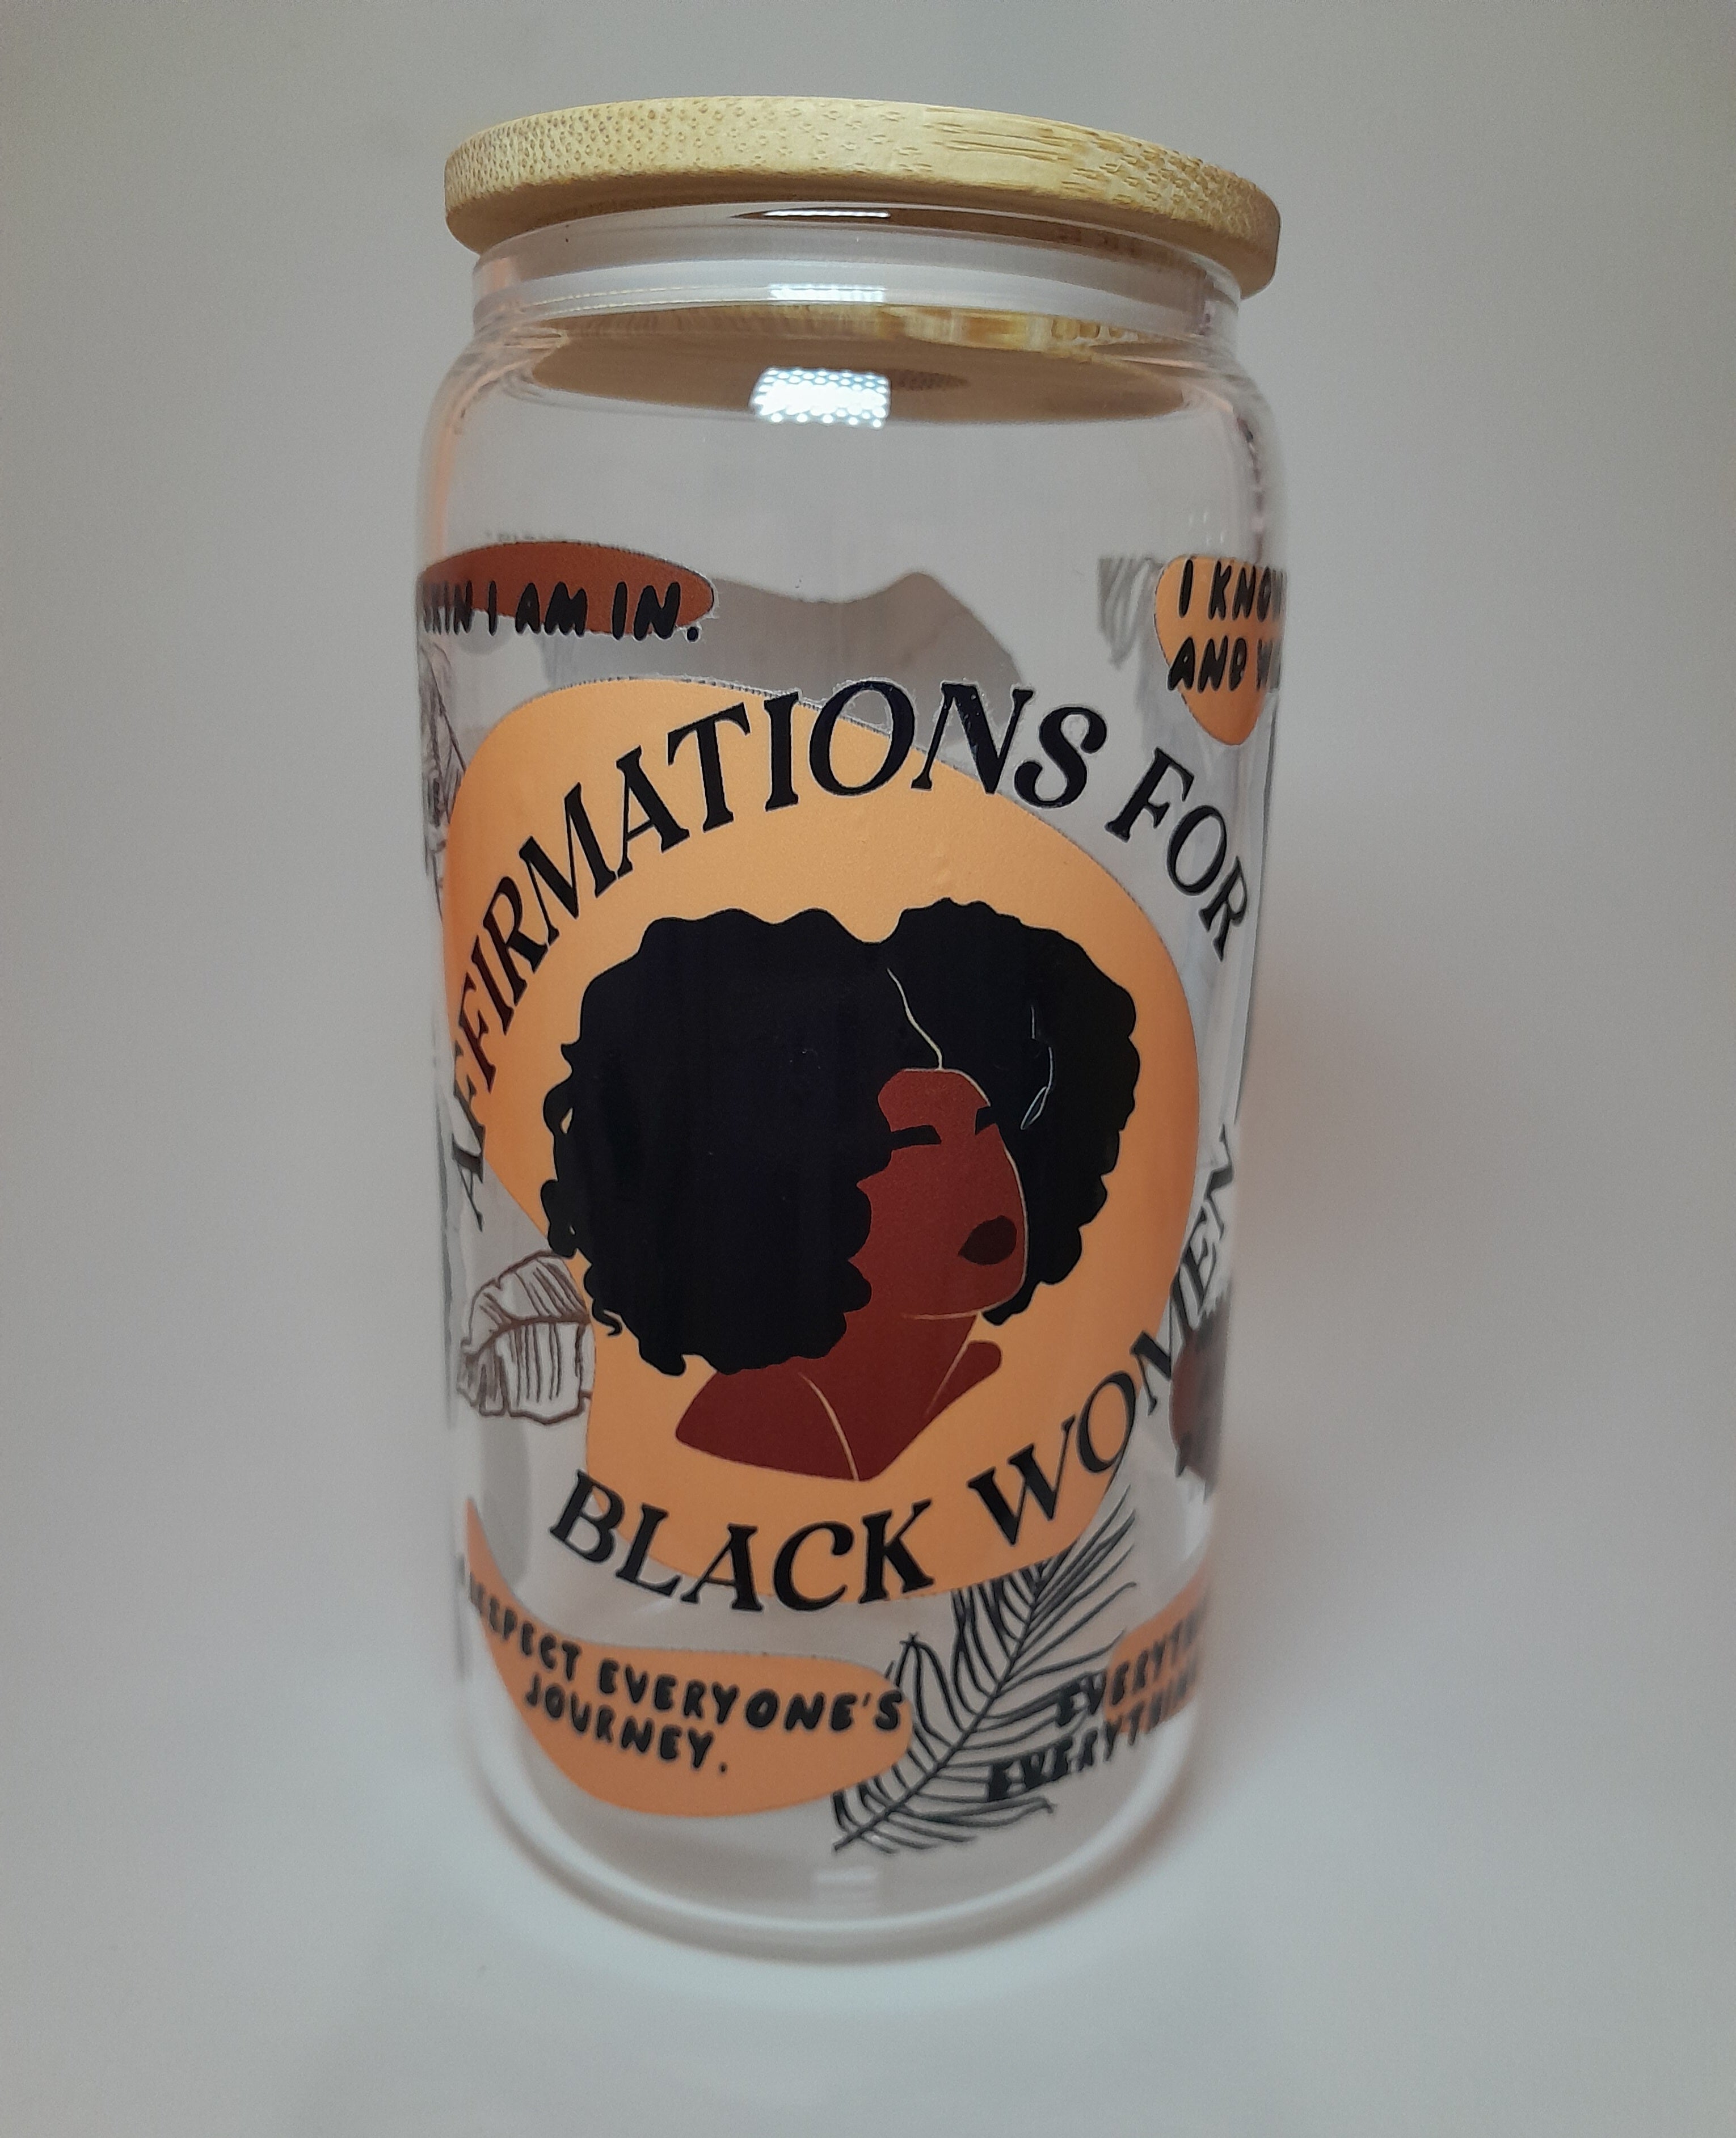 SKIN I AM IN.
I KNOW
AND
AFFIRMATIONS FOR
BLACK WOMEN
RESPECT EVERYONE'S
JOURNEY.